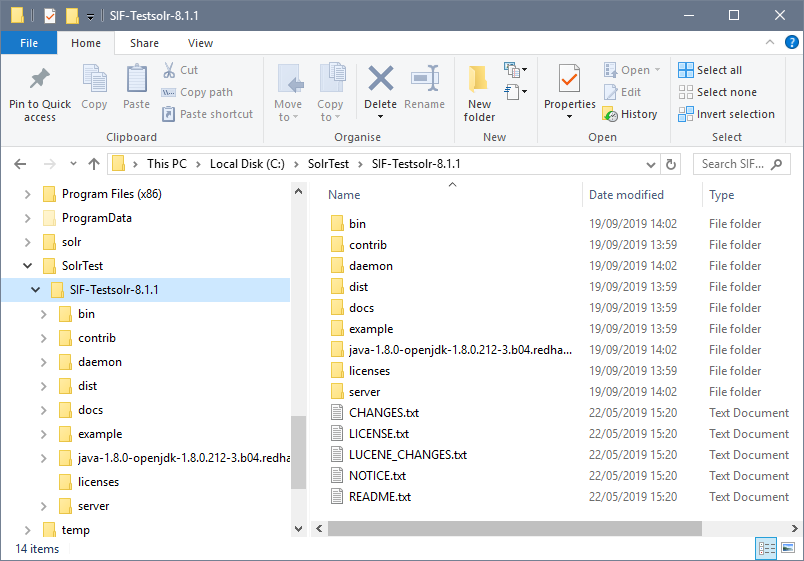 SIF-Testsolr-8.1.1
File Home Share View
Pin to Quick access
Copy
Paste
Cut
Copy path
Paste shortcut
Clipboard
Move to
Copy to
Delete
Rename
Organise
New folder
New
Properties
Open
Edit
History
Open
Select all
Select none
Invert selection
Select
This PC > Local Disk (C:) > SolrTest > SIF-Testsolr-8.1.1
Search SIF...
Program Files (x86)
ProgramData
solr
SolrTest
SIF-Testsolr-8.1.1
bin
contrib
daemon
dist
docs
example
java-1.8.0-openjdk-1.8.0.212-3.b04.redha
licenses
server
temp
Name Date modified Type
bin 19/09/2019 14:02 File folder
contrib 19/09/2019 13:59 File folder
daemon 19/09/2019 14:02 File folder
dist 19/09/2019 13:59 File folder
docs 19/09/2019 13:59 File folder
example 19/09/2019 13:59 File folder
java-1.8.0-openjdk-1.8.0.212-3.b04.redha... 19/09/2019 14:02 File folder
licenses 19/09/2019 13:59 File folder
server 19/09/2019 14:02 File folder
CHANGES.txt 22/05/2019 15:20 Text Document
LICENSE.txt 22/05/2019 15:20 Text Document
LUCENE_CHANGES.txt 22/05/2019 15:20 Text Document
NOTICE.txt 22/05/2019 15:20 Text Document
README.txt 22/05/2019 15:20 Text Document
14 items